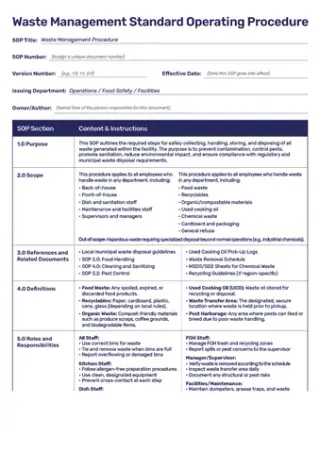 Waste Management Standard Operating Procedure
SOP Title: Waste Management Procedure
SOP Number: [Assign a unique document number]
Version Number: [e.g., 1.0, 1.1, 2.0] Effective Date: [Date this SOP goes into effect]
Issuing Department: Operations / Food Safety / Facilities
Owner/Author: [Name/title of the person responsible for this document]
SOP Section Content & Instructions
1.0 Purpose
This SOP outlines the required steps for safely collecting, handling, storing, and disposing of all
waste generated within the facility. The purpose is to prevent contamination, control pests,
promote sanitation, reduce environmental impact, and ensure compliance with regulatory and
municipal waste disposal requirements.
2.0 Scope
This procedure applies to all employees who
handle waste in any department, including:
• Back-of-house
• Front-of-house
• Dish and sanitation staff
• Maintenance and facilities staff
• Supervisors and managers
This procedure applies to all employees who handle
waste in any department, including:
• Food waste
• Recyclables
• Organic/compostable materials
• Used cooking oil
• Chemical waste
• Cardboard and packaging
• General refuse
Out of scope: Hazardous waste requiring specialized disposal beyond normal operations (e.g., industrial chemicals).
3.0 References and
Related Documents
• Local municipal waste disposal guidelines
• SOP 3.0: Food Handling
• SOP 4.0: Cleaning and Sanitizing
• SOP 5.2: Pest Control
• Used Cooking Oil Pick-Up Logs
• Waste Removal Schedule
• MSDS/SDS Sheets for Chemical Waste
• Recycling Guidelines (if region-specific)
4.0 Definitions
• Food Waste: Any spoiled, expired, or
discarded food products.
• Recyclables: Paper, cardboard, plastic,
cans, glass (Depending on local rules).
• Organic Waste: Compost-friendly materials
such as produce scraps, coffee grounds,
and biodegradable items.
• Used Cooking Oil (UCO): Waste oil stored for
recycling or disposal.
• Waste Transfer Area: The designated, secure
location where waste is held prior to pickup.
• Pest Harborage: Any area where pests can feed or
breed due to poor waste handling.
5.0 Roles and
Responsibilities
All Staff:
• Use correct bins for waste
• Tie and remove waste when bins are full
• Report overflowing or damaged bins
Kitchen Staff:
• Follow allergen-free preparation procedures
• Use clean, designated equipment
• Prevent cross-contact at each step
Dish Staff:
FOH Staff:
• Manage FOH trash and recycling zones
• Report spills or pest concerns to the supervisor
Manager/Supervisor:
• Verify waste is removed according to the schedule
• Inspect waste transfer area daily
• Document any structural or pest risks
Facilities/Maintenance:
• Maintain dumpsters, grease traps, and waste